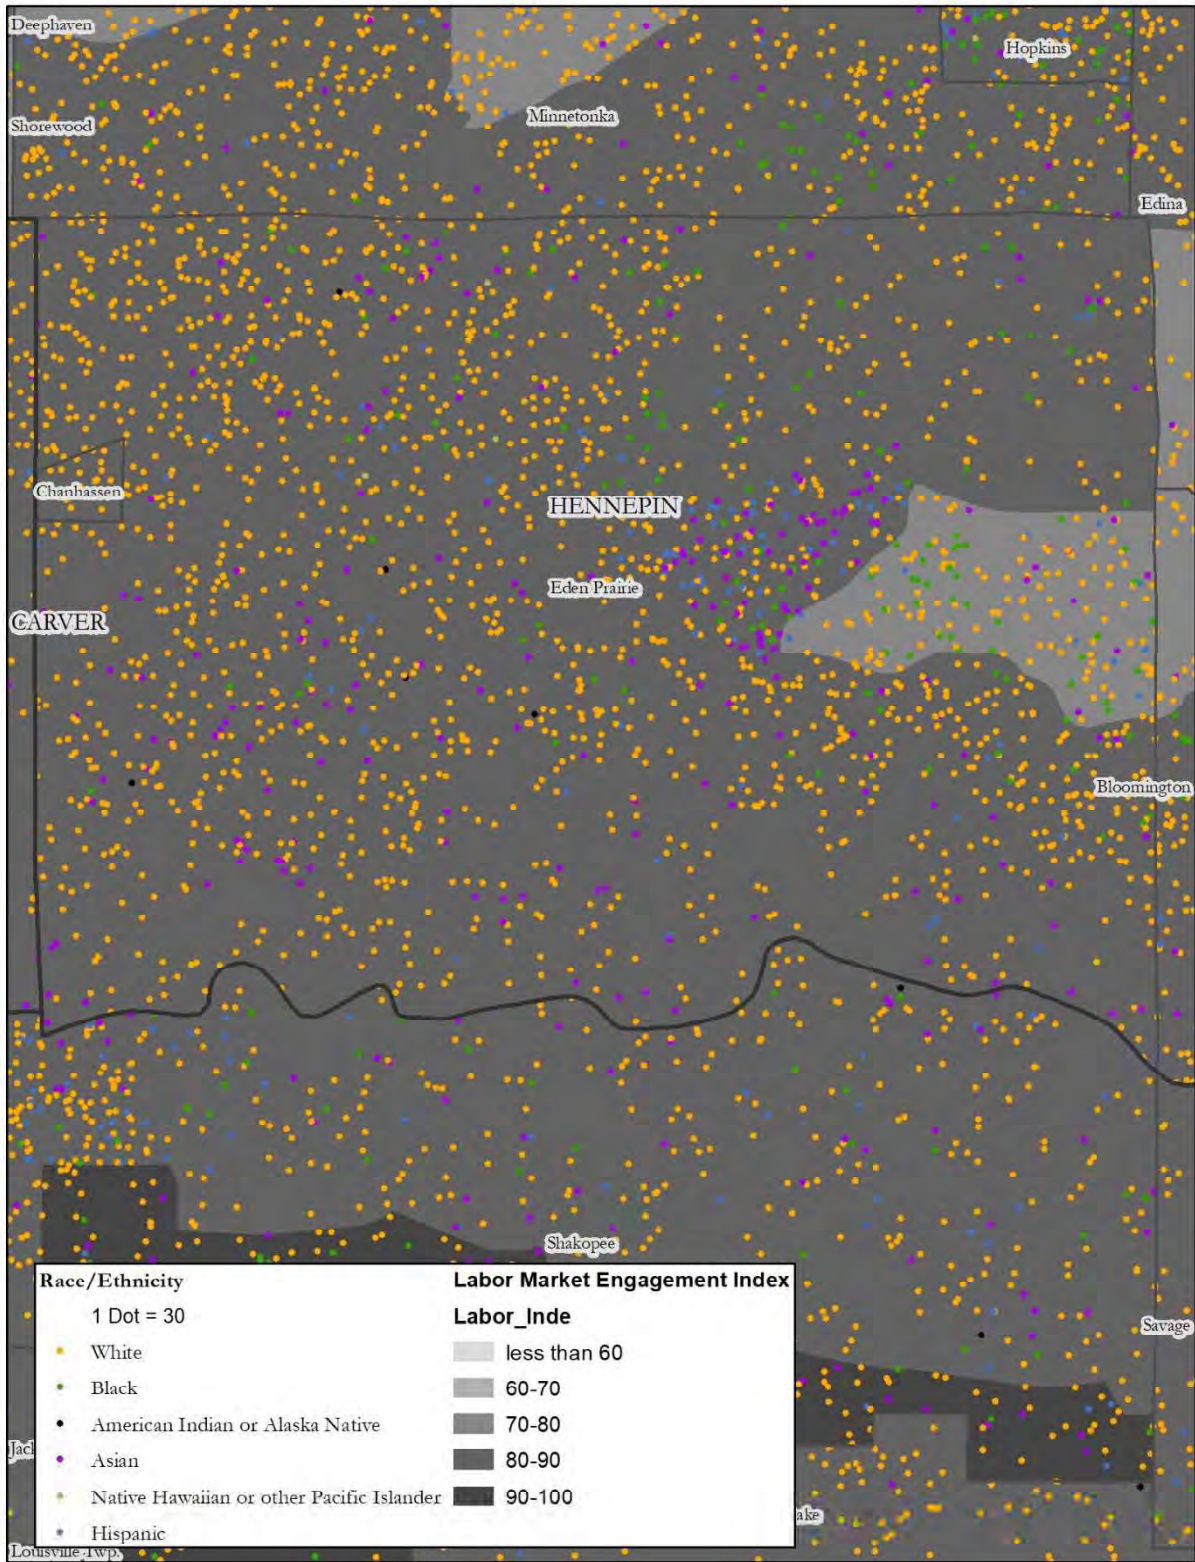 Deephaven
Hopkins
Minnetonka
Shorewood
Edina
Chanhassen
HENNEPIN
Eden Prairie
CARVER
Bloomington
Shakopee
Savage
Race/Ethnicity
1 Dot = 30
White
Black
American Indian or Alaska Native
Asian
Native Hawaiian or other Pacific Islander
Hispanic
Labor Market Engagement Index
Labor_Inde
less than 60
60-70
70-80
80-90
90-100
Jac
ake
Louisville Twp.